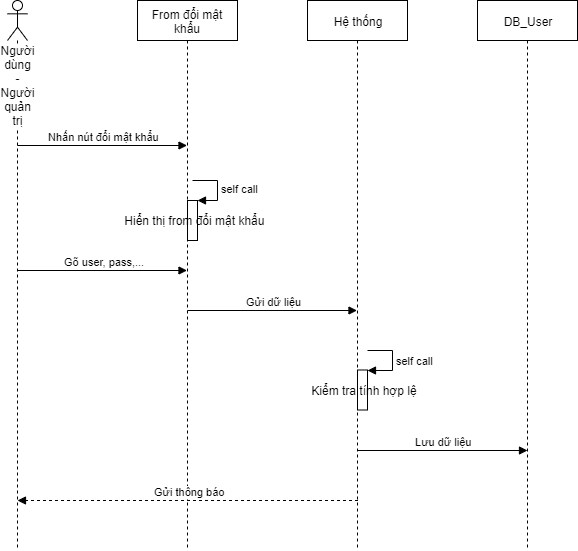 From đổi mật
khẩu
Hệ thống
DB_User
Người
dùng
-
Người
quản
trị
Nhấn nút đổi mật khẩu
self call
Hiển thị from đổi mật khẩu
Gõ user, pass,...
Gửi dữ liệu
self call
Kiểm tra tính hợp lệ
Lưu dữ liệu
Gửi thông báo